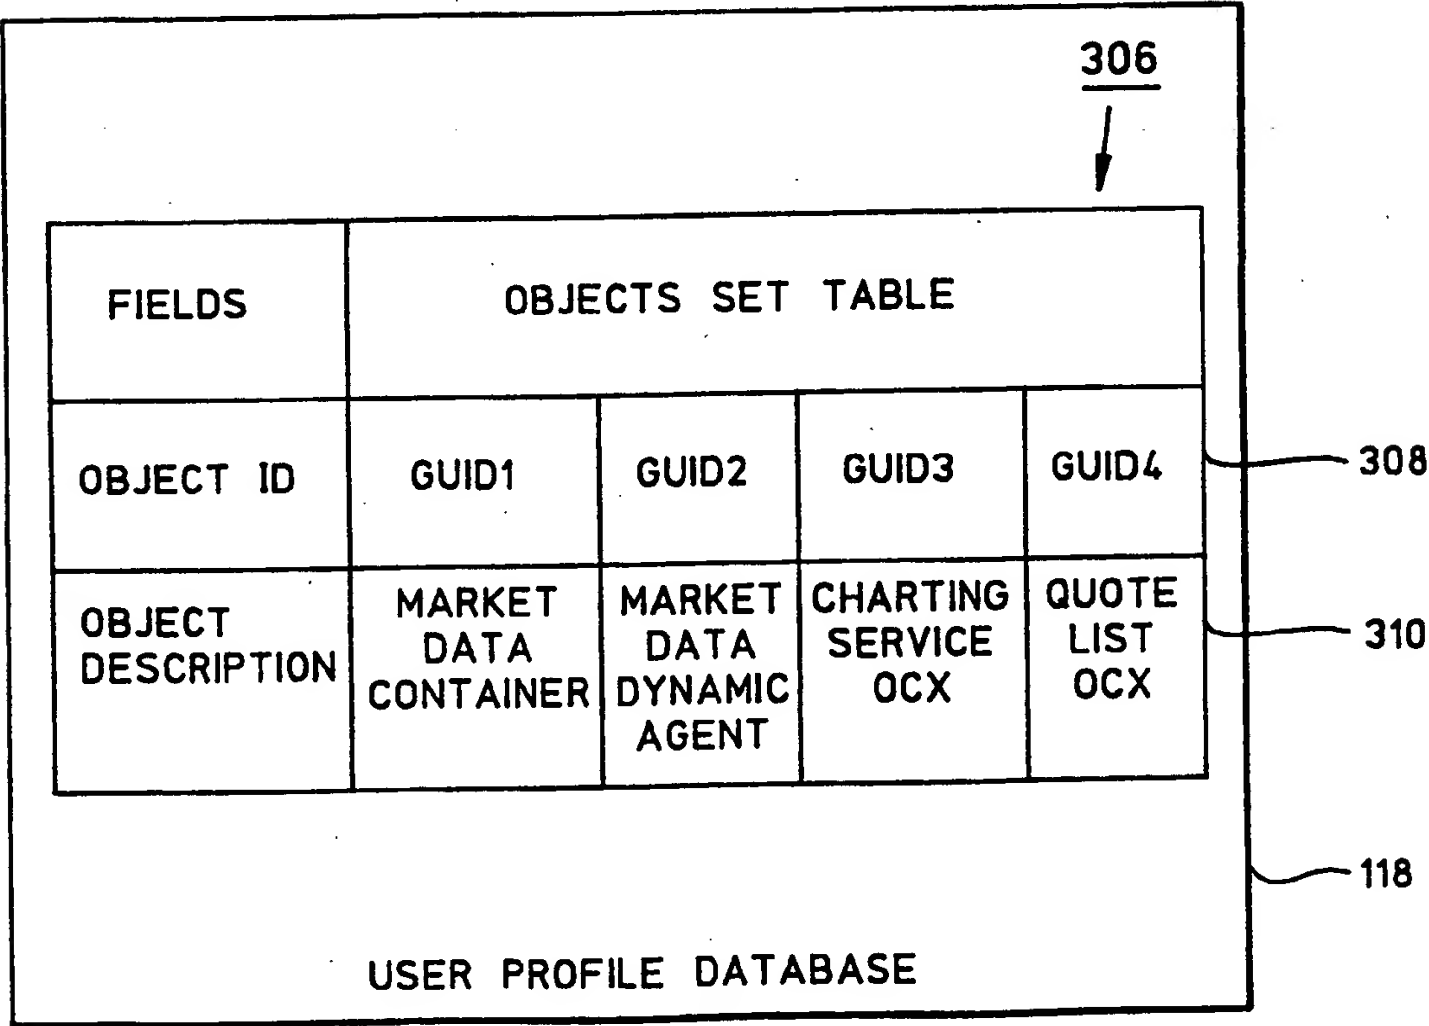 306
FIELDS
OBJECTS SET TABLE
OBJECT ID
GUID1
GUID2
GUID3
GUID4
308
OBJECT
DESCRIPTION
MARKET
DATA
CONTAINER
MARKET
DATA
DYNAMIC
AGENT
CHARTING
SERVICE
OCX
QUOTE
LIST
OCX
310
118
USER PROFILE DATABASE